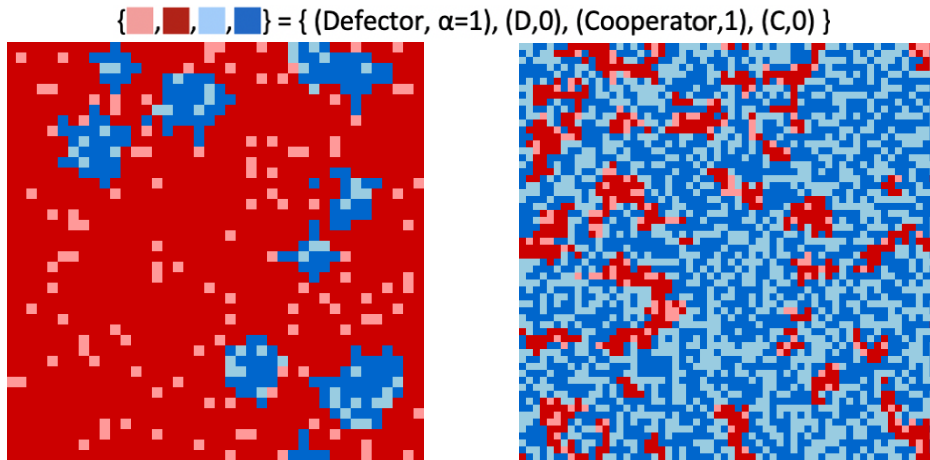 { , , , } = { (Defector, α=1), (D,0), (Cooperator,1), (C,0) }